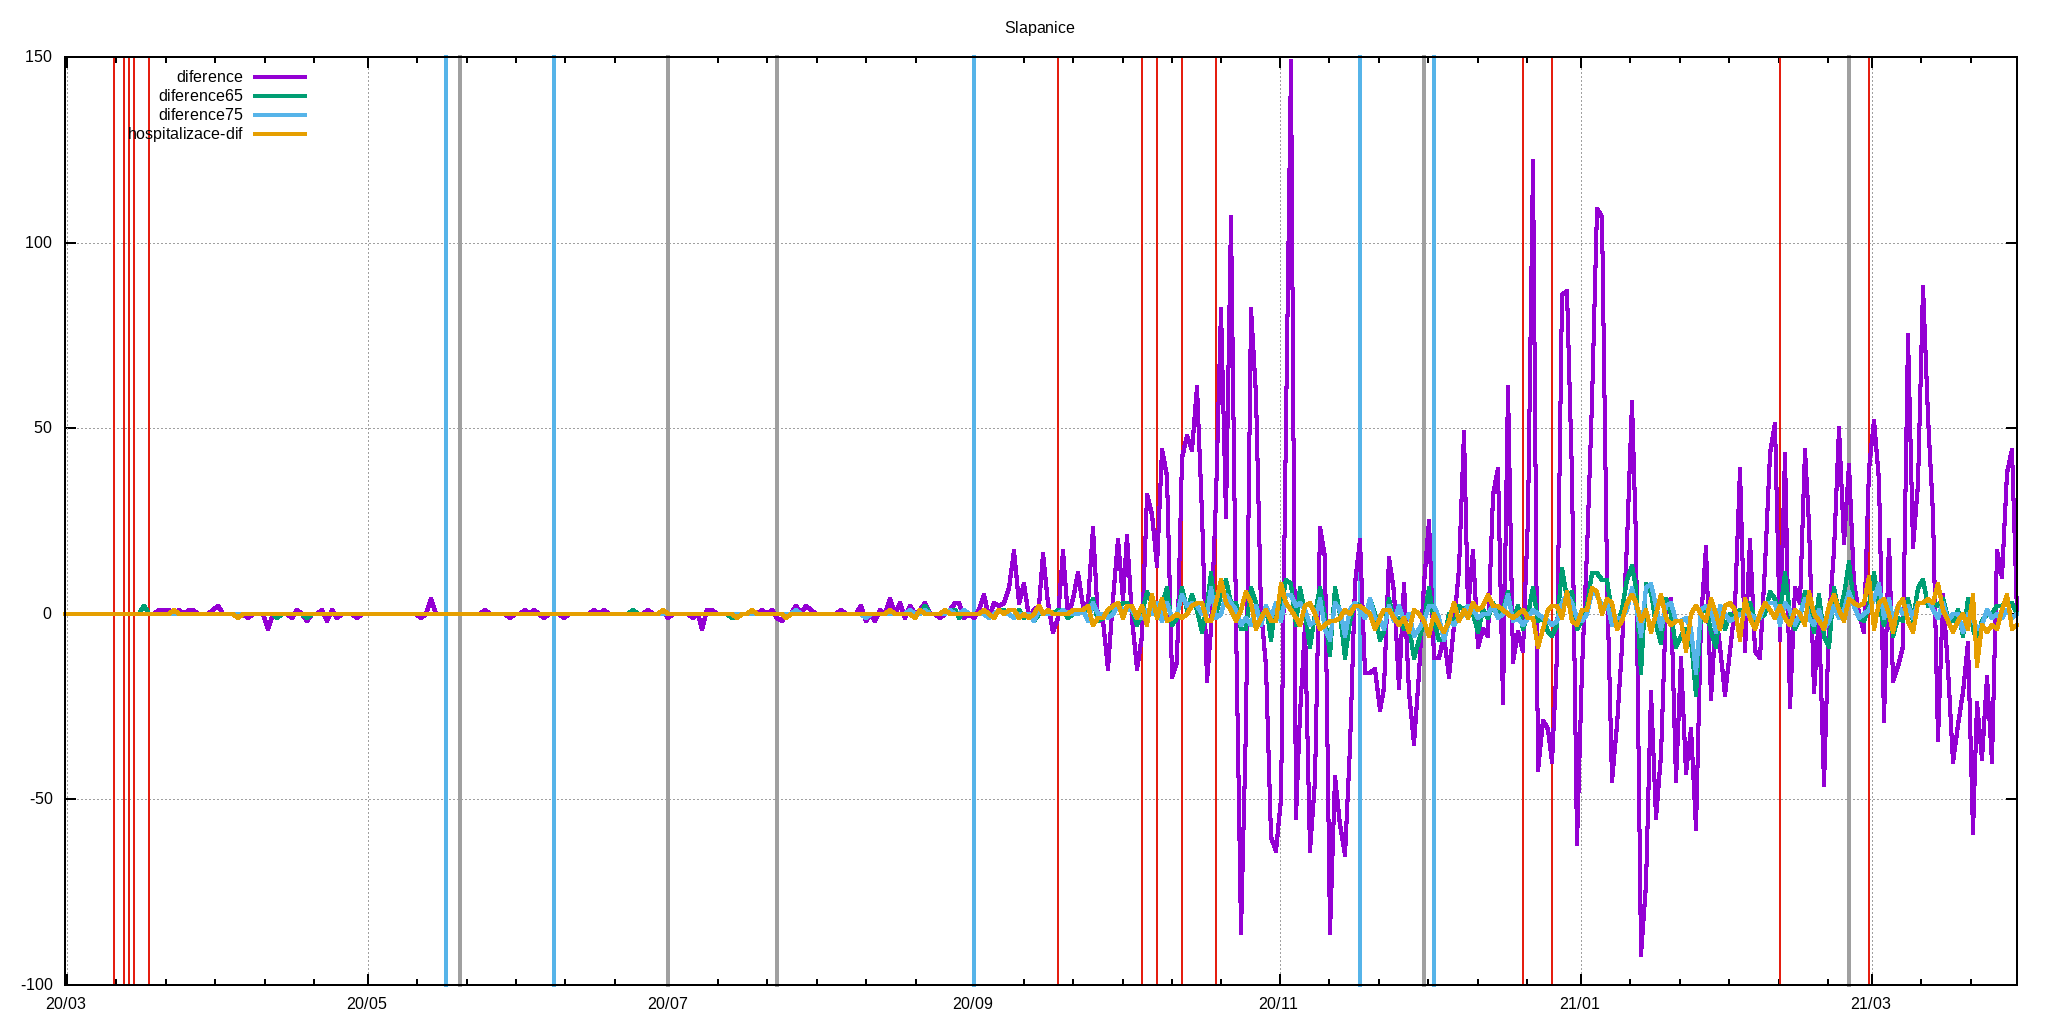 Slapanice
150
diference
diference65
diference75
hospitalizace-dif
100
50
0
-50
-100
20/03 20/05 20/07 20/09 20/11 21/01 21/03